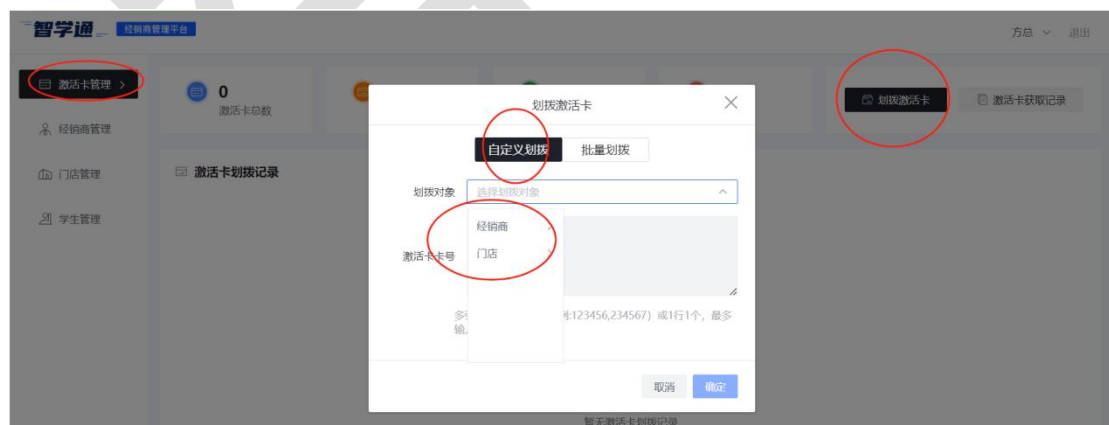 智学通 经销商管理平台 方总 退出
激活卡管理
经销商管理
门店管理
学生管理
0
激活卡总数
划拨激活卡 激活卡获取记录
激活卡划拨记录
划拨激活卡
自定义划拨 批量划拨
划拨对象 选择划拨对象
经销商
门店
激活卡卡号
123456,234567) 或1行1个，最多
取消 确定
暂无激活卡划拨记录